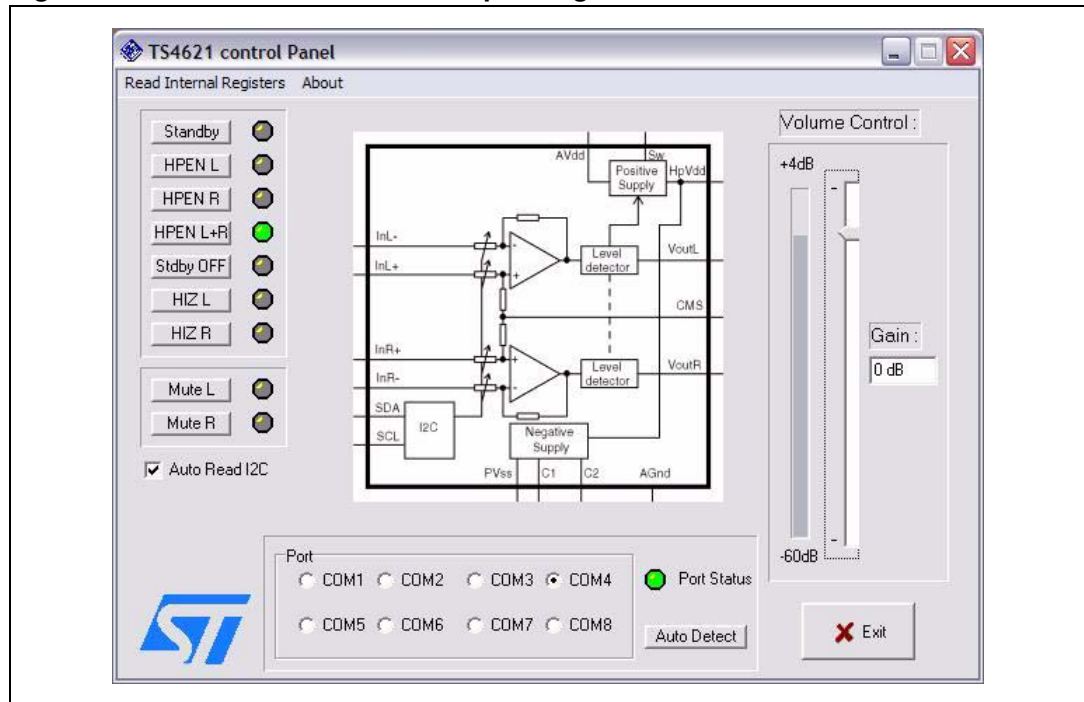 TS4621 control Panel
Read Internal Registers About
Standby
HPEN L
HPEN R
HPEN L+R
Stdby OFF
HIZ L
HIZ R
Mute L
Mute R
Auto Read I2C
AVdd
Sw
Positive
Supply
HpVdd
InL-
InL+
-
+
Level
detector
VoutL
CMS
InR+
InR-
+
-
Level
detector
VoutR
SDA
SCL
I2C
Negative
Supply
PVss
C1
C2
AGnd
Volume Control :
+4dB
-60dB
Gain :
0 dB
Port
COM1 COM2 COM3 COM4
COM5 COM6 COM7 COM8
Port Status
Auto Detect
Exit
ST